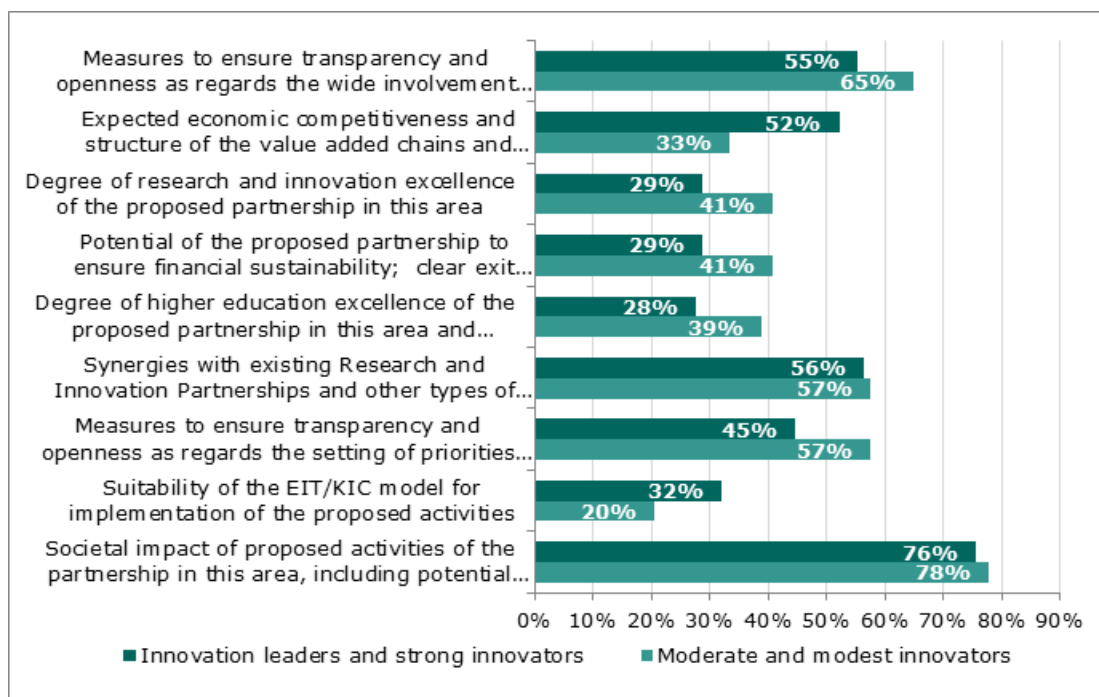 Measures to ensure transparency and
openness as regards the wide involvement...
55%
65%
Expected economic competitiveness and
structure of the value added chains and...
52%
33%
Degree of research and innovation excellence
of the proposed partnership in this area
29%
41%
Potential of the proposed partnership to
ensure financial sustainability; clear exit...
29%
41%
Degree of higher education excellence of the
proposed partnership in this area and...
28%
39%
Synergies with existing Research and
Innovation Partnerships and other types of...
56%
57%
Measures to ensure transparency and
openness as regards the setting of priorities...
45%
57%
Suitability of the EIT/KIC model for
implementation of the proposed activities
32%
20%
Societal impact of proposed activities of the
partnership in this area, including potential...
76%
78%
0% 10% 20% 30% 40% 50% 60% 70% 80% 90%
Innovation leaders and strong innovators
Moderate and modest innovators